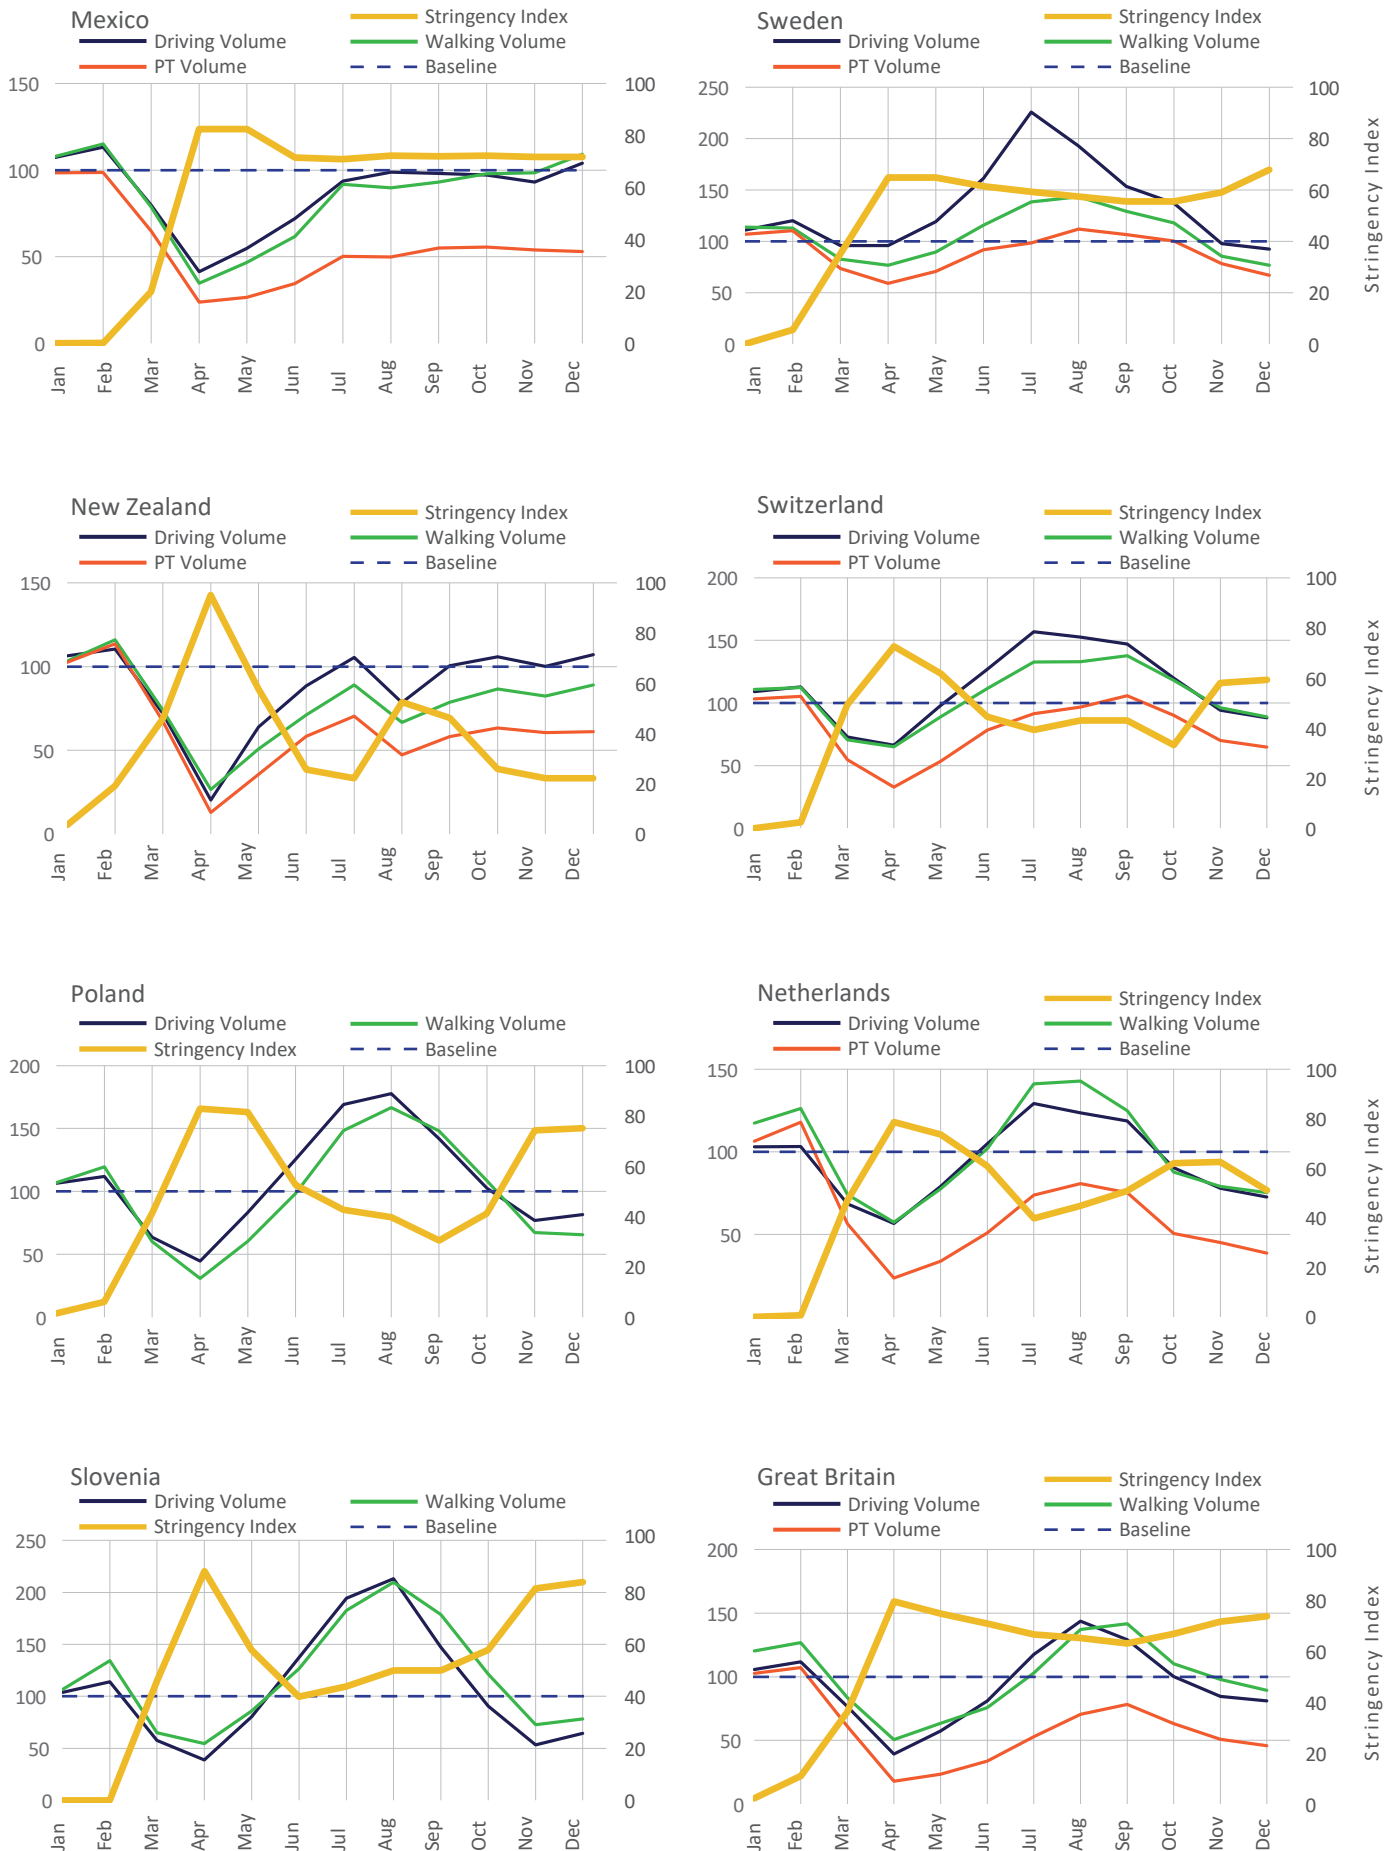 Mexico
Stringency Index
Driving Volume
Walking Volume
PT Volume
Baseline
150
100
50
0
100
80
60
40
20
0
Jan
Feb
Mar
Apr
May
Jun
Jul
Aug
Sep
Oct
Nov
Dec
Sweden
Stringency Index
Driving Volume
Walking Volume
PT Volume
Baseline
250
200
150
100
50
0
100
80
60
40
20
0
Stringency Index
Jan
Feb
Mar
Apr
May
Jun
Jul
Aug
Sep
Oct
Nov
Dec
New Zealand
Stringency Index
Driving Volume
Walking Volume
PT Volume
Baseline
150
100
50
0
100
80
60
40
20
0
Jan
Feb
Mar
Apr
May
Jun
Jul
Aug
Sep
Oct
Nov
Dec
Switzerland
Stringency Index
Driving Volume
Walking Volume
PT Volume
Baseline
200
150
100
50
0
100
80
60
40
20
0
Stringency Index
Jan
Feb
Mar
Apr
May
Jun
Jul
Aug
Sep
Oct
Nov
Dec
Poland
Driving Volume
Walking Volume
Stringency Index
Baseline
200
150
100
50
0
100
80
60
40
20
0
Jan
Feb
Mar
Apr
May
Jun
Jul
Aug
Sep
Oct
Nov
Dec
Netherlands
Stringency Index
Driving Volume
Walking Volume
PT Volume
Baseline
150
100
50
100
80
60
40
20
0
Stringency Index
Jan
Feb
Mar
Apr
May
Jun
Jul
Aug
Sep
Oct
Nov
Dec
Slovenia
Driving Volume
Walking Volume
Stringency Index
Baseline
250
200
150
100
50
0
100
80
60
40
20
0
Jan
Feb
Mar
Apr
May
Jun
Jul
Aug
Sep
Oct
Nov
Dec
Great Britain
Stringency Index
Driving Volume
Walking Volume
PT Volume
Baseline
200
150
100
50
0
100
80
60
40
20
0
Stringency Index
Jan
Feb
Mar
Apr
May
Jun
Jul
Aug
Sep
Oct
Nov
Dec